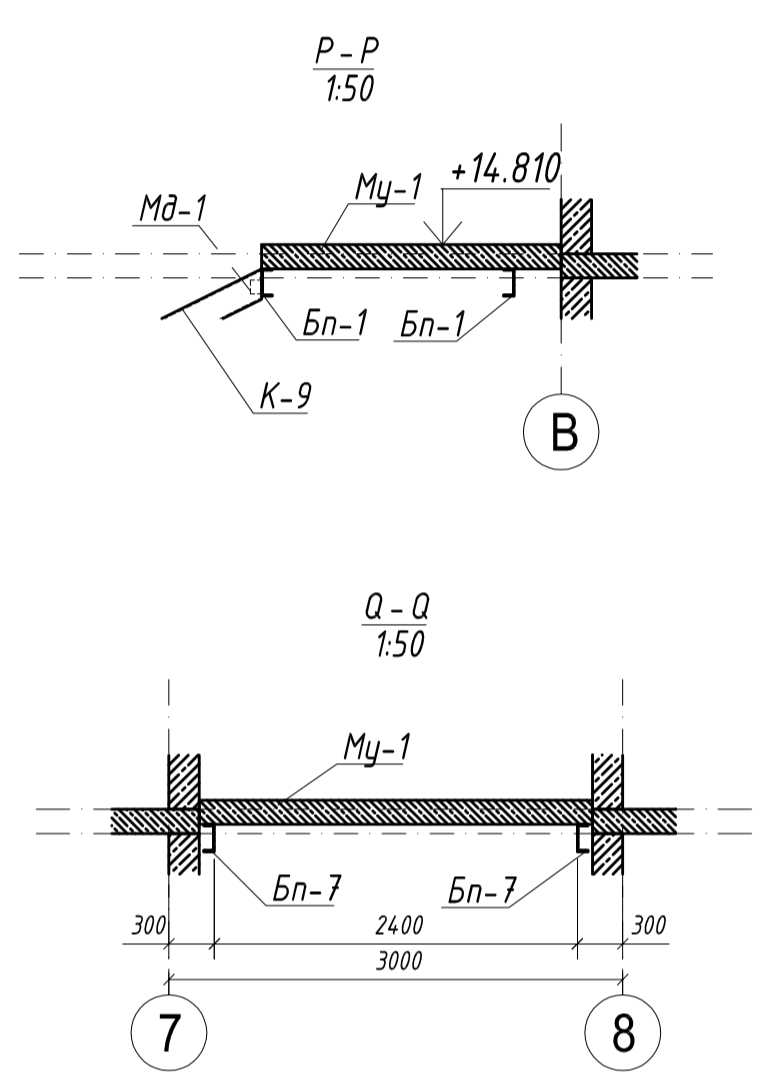 P - P
1:50
+14.810
Му-1
Мд-1
Бп-1
Бп-1
К-9
В
Q - Q
1:50
Му-1
Бп-7
Бп-7
300
2400
300
3000
7
8